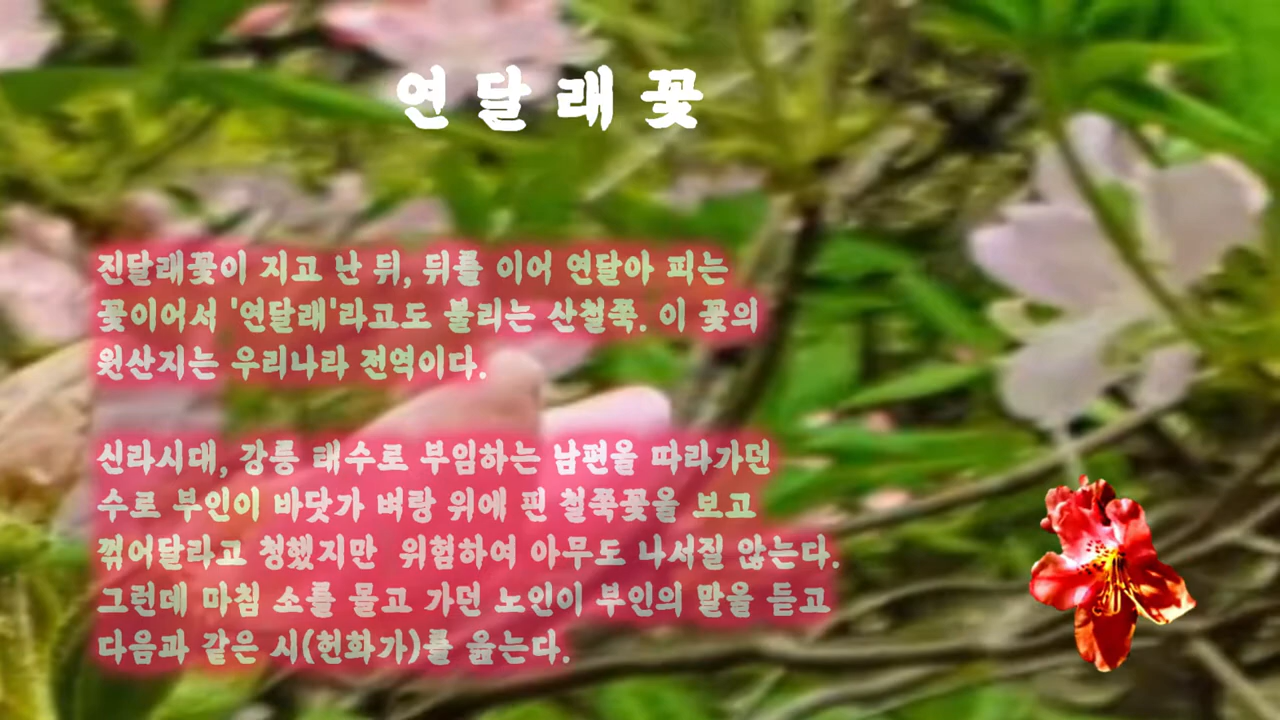 연달래꽃
진달래꽃이 지고 난 뒤, 뒤를 이어 연달아 피는
꽃이어서 '연달래'라고도 불리는 산철쭉. 이 꽃의
원산지는 우리나라 전역이다.
신라시대, 강릉 태수로 부임하는 남편을 따라가던
수로 부인이 바닷가 벼랑 위에 핀 철쭉꽃을 보고
꺾어달라고 청했지만 위험하여 아무도 나서질 않는다.
그런데 마침 소를 몰고 가던 노인이 부인의 말을 듣고
다음과 같은 시(헌화가)를 읊는다.